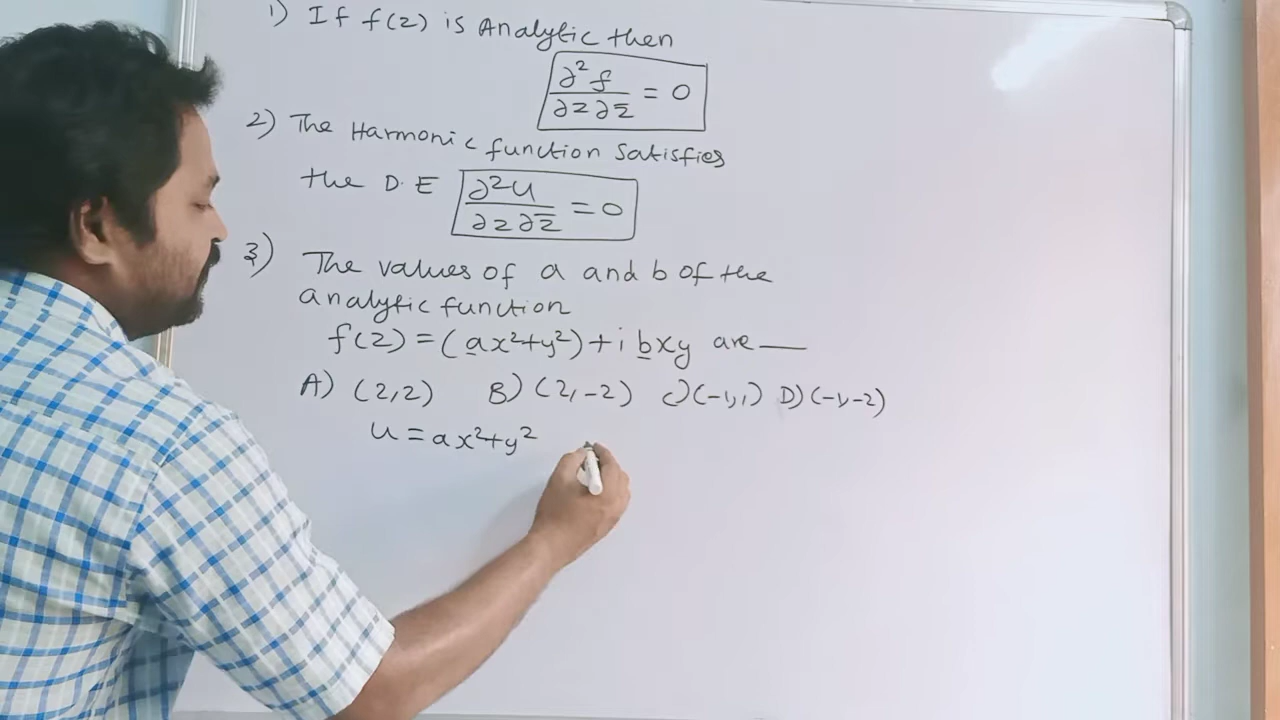 1) If f(z) is Analytic then
∂²f/∂z∂z̅ = 0
2) The Harmonic function satisfies
the D.E ∂²u/∂z∂z̅ = 0
3) The values of a and b of the
analytic function
f(z) = (ax²+y²) + i bxy are —
A) (2,2) B) (2,-2) C) (-1,1) D) (-1,-2)
u = ax²+y²